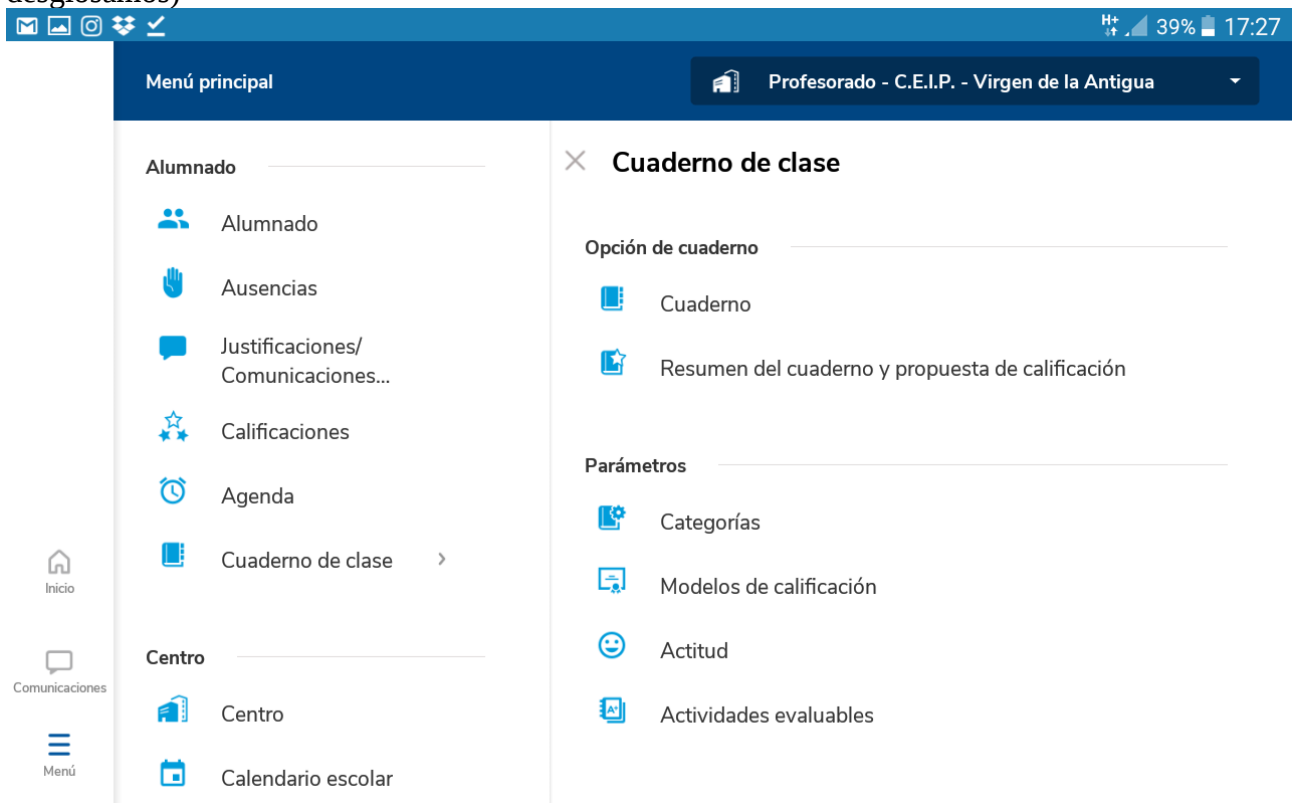 desglosamos)
H+ 39% 17:27
Menú principal
Profesorado - C.E.I.P. - Virgen de la Antigua
Alumnado
Alumnado
Ausencias
Justificaciones/
Comunicaciones...
Calificaciones
Agenda
Cuaderno de clase
Centro
Centro
Calendario escolar
Cuaderno de clase
Opción de cuaderno
Cuaderno
Resumen del cuaderno y propuesta de calificación
Parámetros
Categorías
Modelos de calificación
Actitud
Actividades evaluables
Inicio
Comunicaciones
Menú